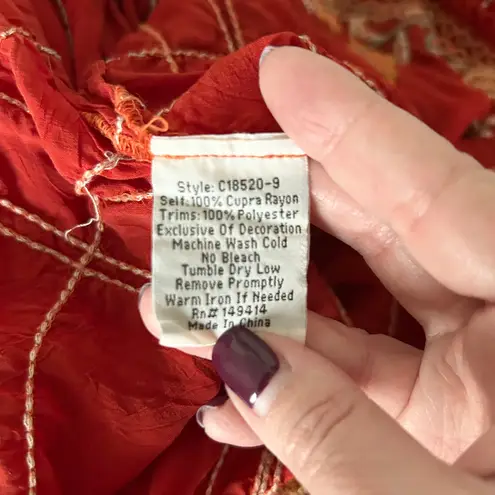 Style: C18520-9
Self: 100% Cupra Rayon
Trims: 100% Polyester
Exclusive Of Decoration
Machine Wash Cold
No Bleach
Tumble Dry Low
Remove Promptly
Warm Iron If Needed
Rn# 149414
Made In China